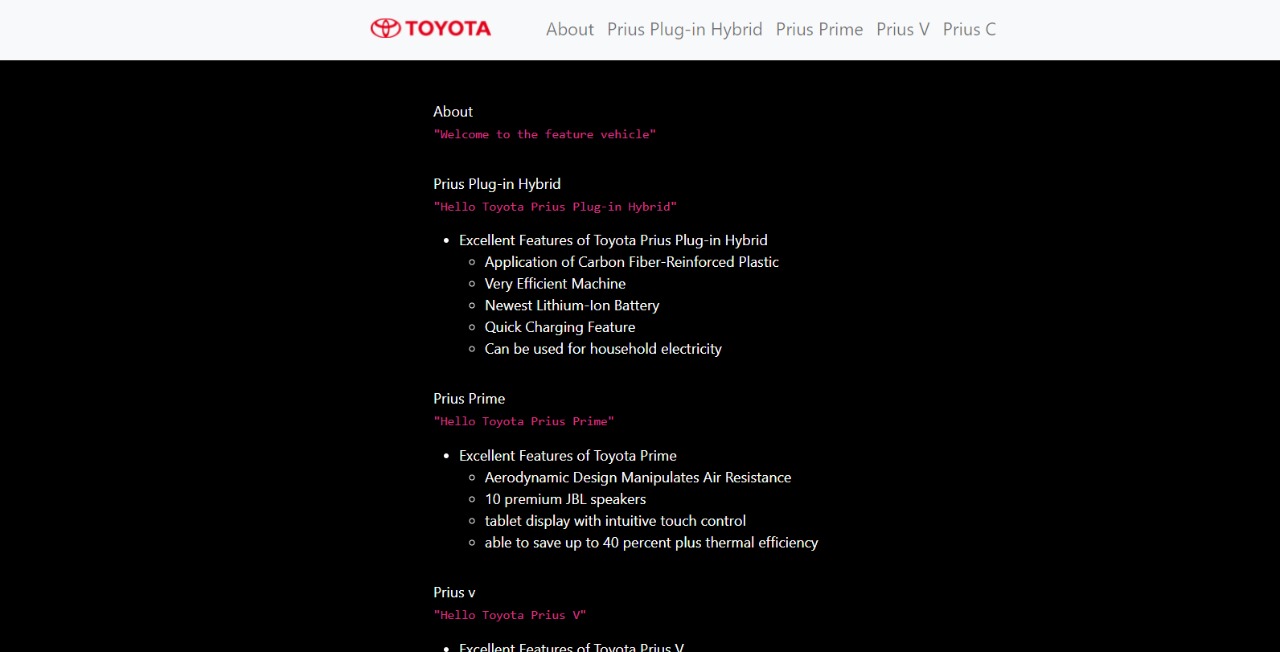 TOYOTA About Prius Plug-in Hybrid Prius Prime Prius V Prius C
About
"Welcome to the feature vehicle"
Prius Plug-in Hybrid
"Hello Toyota Prius Plug-in Hybrid"
Excellent Features of Toyota Prius Plug-in Hybrid
Application of Carbon Fiber-Reinforced Plastic
Very Efficient Machine
Newest Lithium-Ion Battery
Quick Charging Feature
Can be used for household electricity
Prius Prime
"Hello Toyota Prius Prime"
Excellent Features of Toyota Prime
Aerodynamic Design Manipulates Air Resistance
10 premium JBL speakers
tablet display with intuitive touch control
able to save up to 40 percent plus thermal efficiency
Prius v
"Hello Toyota Prius V"
Excellent Features of Toyota Prius V